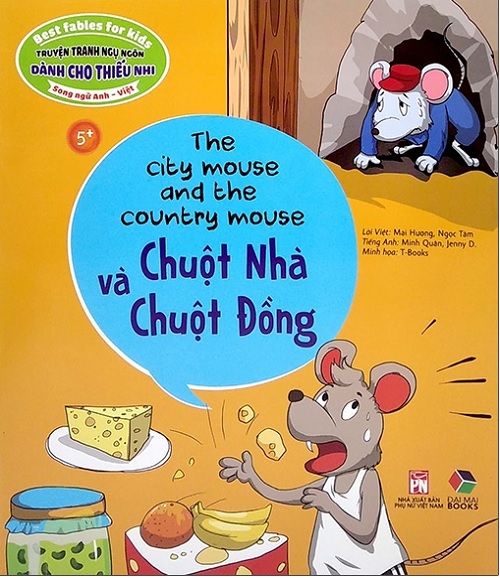 Best fables for kids
TRUYỆN TRANH NGỤ NGÔN
DÀNH CHO THIẾU NHI
Song ngữ Anh - Việt
5+
The
city mouse
and the
country mouse
Chuột Nhà
và
Chuột Đồng
Lời Việt: Mai Hương, Ngọc Tâm
Tiếng Anh: Minh Quân, Jenny D.
Minh họa: T-Books
PN
NHÀ XUẤT BẢN
PHỤ NỮ VIỆT NAM
ĐẠI MAI
BOOKS